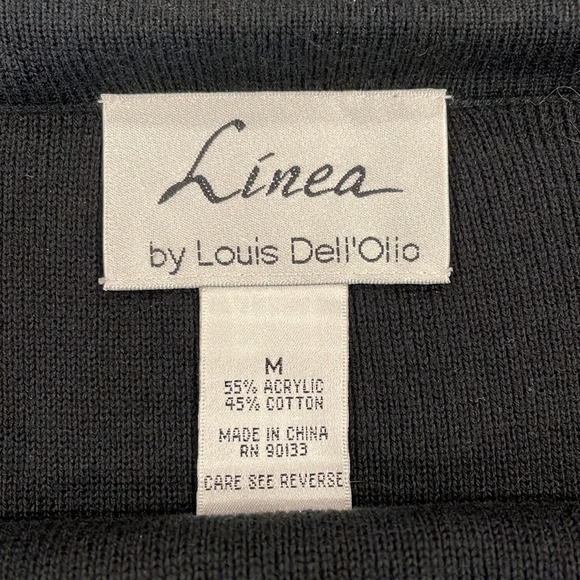 Linea
by Louis Dell'Olio
M
55% ACRYLIC
45% COTTON
MADE IN CHINA
RN 90133
CARE SEE REVERSE